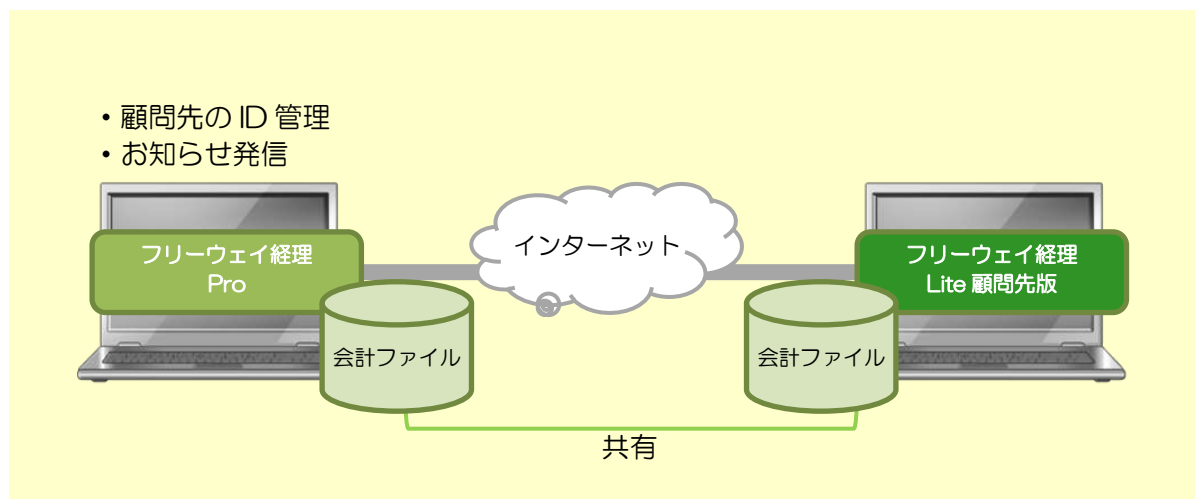 ・顧問先の ID 管理
・お知らせ発信
フリーウェイ経理
Pro
インターネット
フリーウェイ経理
Lite 顧問先版
会計ファイル
会計ファイル
共有